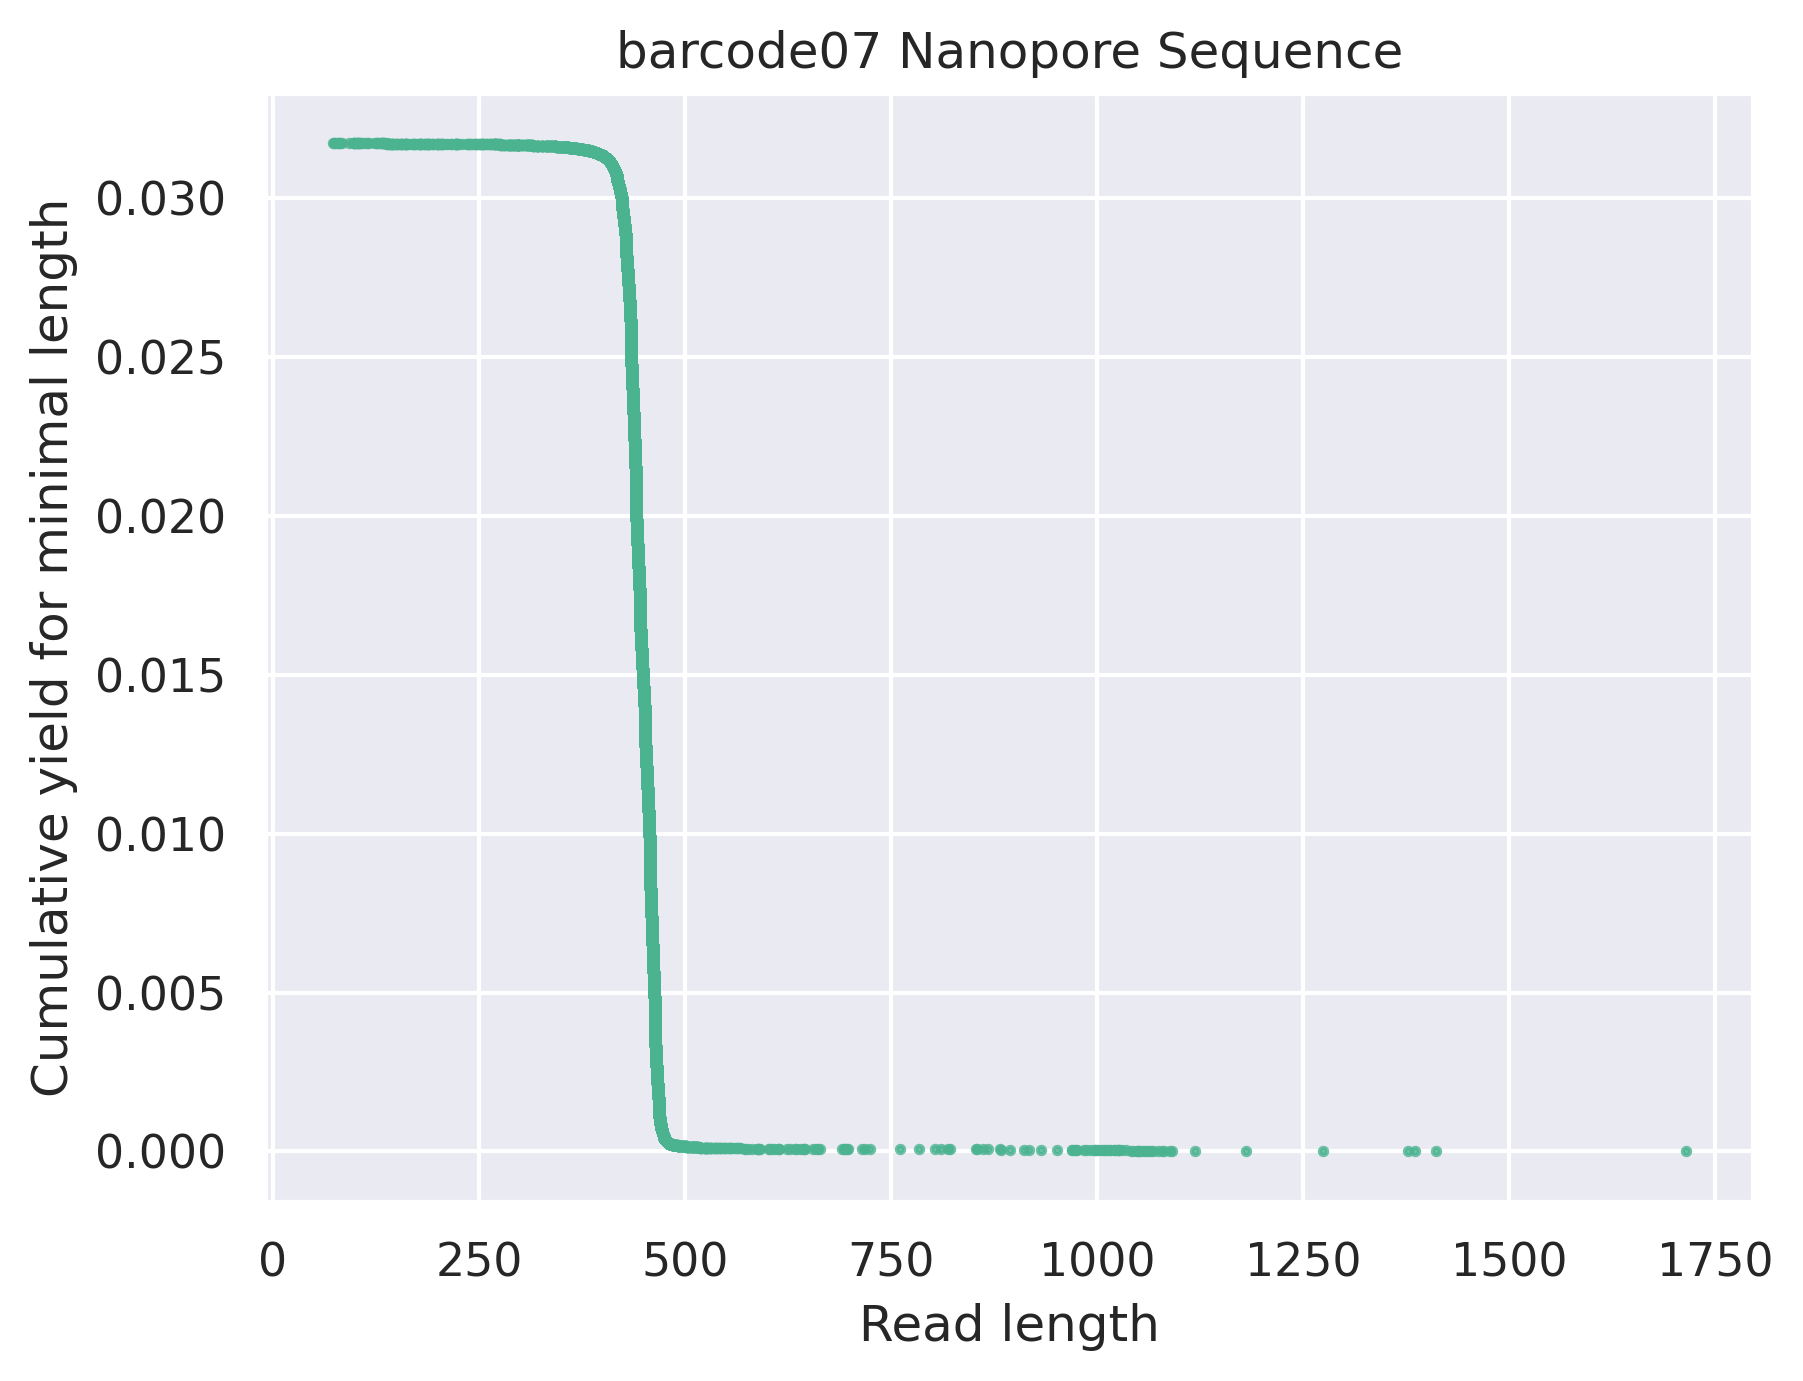 barcode07 Nanopore Sequence
Cumulative yield for minimal length
0.030
0.025
0.020
0.015
0.010
0.005
0.000
0 250 500 750 1000 1250 1500 1750
Read length